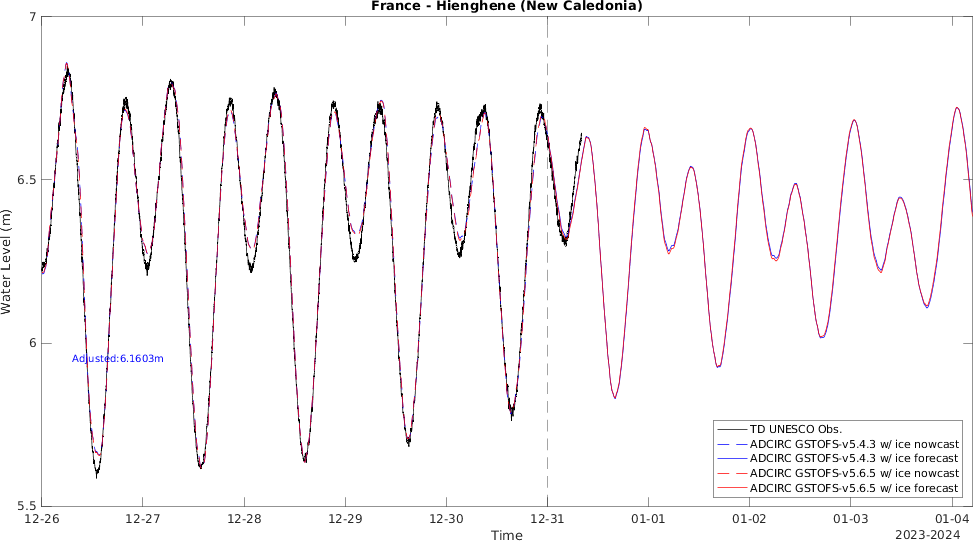 France - Hienghene (New Caledonia)
7
6.5
6
5.5
Water Level (m)
Adjusted:6.1603m
TD UNESCO Obs.
ADCIRC GSTOFS-v5.4.3 w/ ice nowcast
ADCIRC GSTOFS-v5.4.3 w/ ice forecast
ADCIRC GSTOFS-v5.6.5 w/ ice nowcast
ADCIRC GSTOFS-v5.6.5 w/ ice forecast
12-26 12-27 12-28 12-29 12-30 12-31 01-01 01-02 01-03 01-04
Time
2023-2024